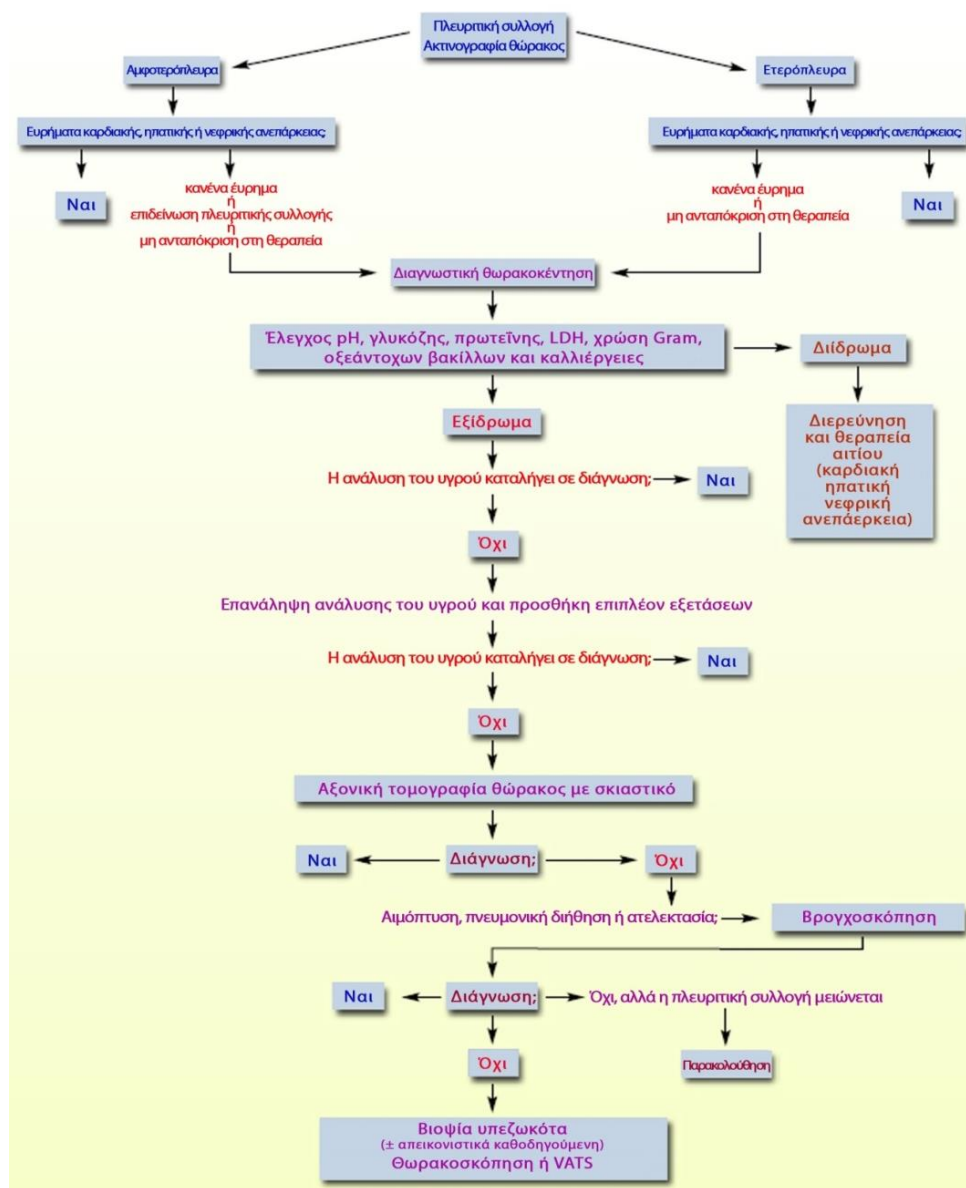 Πλευριτική συλλογή
Ακτινογραφία θώρακος
Αμφοτερόπλευρα
Ετερόπλευρα
Ευρήματα καρδιακής, ηπατικής ή νεφρικής ανεπάρκειας;
Ευρήματα καρδιακής, ηπατικής ή νεφρικής ανεπάρκειας;
Ναι
κανένα έυρημα
ή
επιδείνωση πλευριτικής συλλογής
ή
μη ανταπόκριση στη θεραπεία
κανένα έυρημα
ή
μη ανταπόκριση στη θεραπεία
Ναι
Διαγνωστική θωρακοκέντηση
Έλεγχος pH, γλυκόζης, πρωτεΐνης, LDH, χρώση Gram,
οξεάντοχων βακίλλων και καλλιέργειες
Διίδρωμα
Εξίδρωμα
Διερεύνηση
και θεραπεία
αιτίου
(καρδιακή
ηπατική
νεφρική
ανεπάερκεια)
Η ανάλυση του υγρού καταλήγει σε διάγνωση;
Ναι
Όχι
Επανάληψη ανάλυσης του υγρού και προσθήκη επιπλέον εξετάσεων
Η ανάλυση του υγρού καταλήγει σε διάγνωση;
Ναι
Όχι
Αξονική τομογραφία θώρακος με σκιαστικό
Ναι
Διάγνωση;
Όχι
Αιμόπτυση, πνευμονική διήθηση ή ατελεκτασία;
Βρογχοσκόπηση
Ναι
Διάγνωση;
Όχι, αλλά η πλευριτική συλλογή μειώνεται
Όχι
Παρακολούθηση
Βιοψία υπεζωκότα
(± απεικονιστικά καθοδηγούμενη)
Θωρακοσκόπηση ή VATS